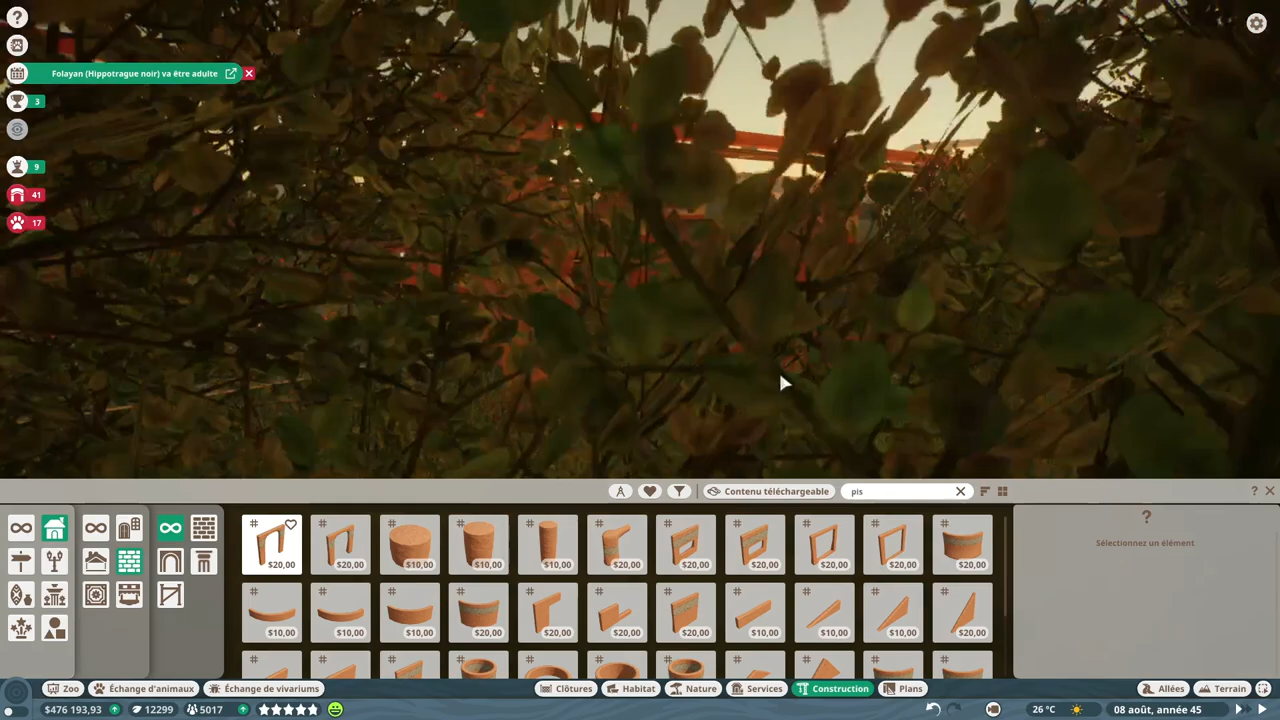 ?
Folayan (Hippotrague noir) va être adulte
3
9
41
17
Contenu téléchargeable
pis
?
$20,00 $20,00 $10,00 $10,00 $10,00 $20,00 $20,00 $20,00 $20,00 $20,00 $20,00
$10,00 $10,00 $10,00 $20,00 $20,00 $20,00 $20,00 $10,00 $10,00 $10,00 $20,00
?
Sélectionnez un élément
Zoo Échange d'animaux Échange de vivariums Clôtures Habitat Nature Services Construction Plans Allées Terrain
$476 193,93 12299 5017 26 °C 08 août, année 45